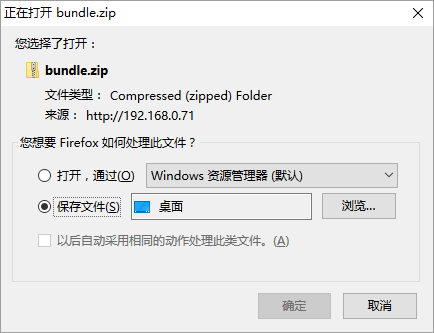 正在打开 bundle.zip
您选择了打开：
bundle.zip
文件类型： Compressed (zipped) Folder
来源： http://192.168.0.71
您想要 Firefox 如何处理此文件？
打开，通过(O) Windows 资源管理器 (默认)
保存文件(S) 桌面 浏览...
以后自动采用相同的动作处理此类文件。(A)
确定 取消